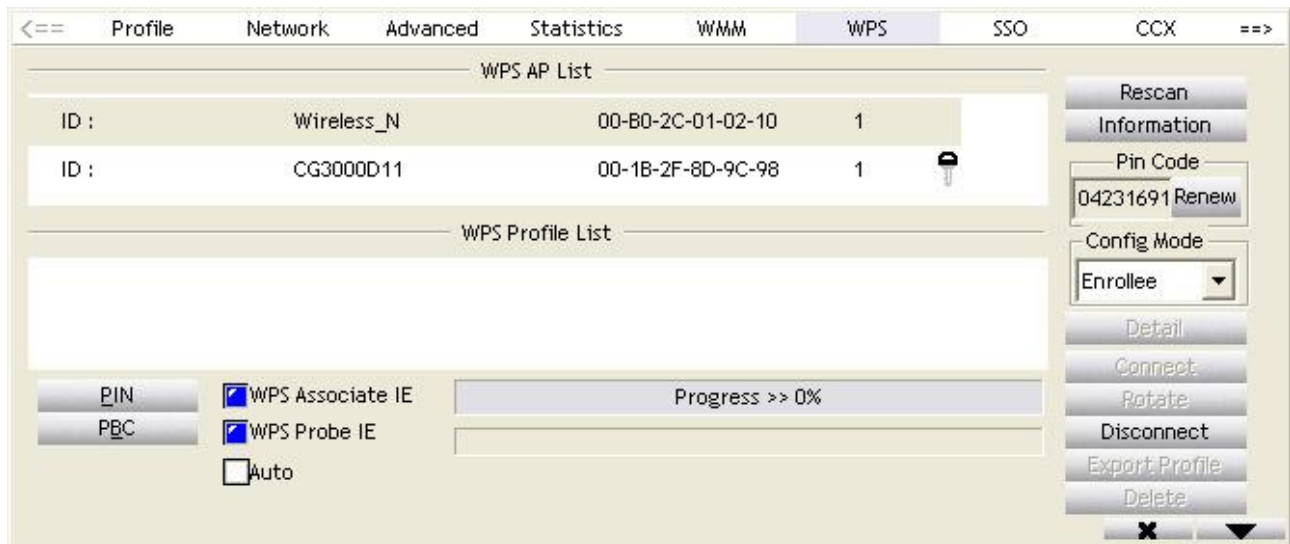 <== Profile Network Advanced Statistics WMM WPS SSO CCX ==>
WPS AP List
ID : Wireless_N 00-B0-2C-01-02-10 1
ID : CG3000D11 00-1B-2F-8D-9C-98 1
Rescan
Information
Pin Code
04231691 Renew
Config Mode
Enrollee
WPS Profile List
Detail
Connect
Rotate
Disconnect
Export Profile
Delete
PIN
PBC
WPS Associate IE
WPS Probe IE
Auto
Progress >> 0%